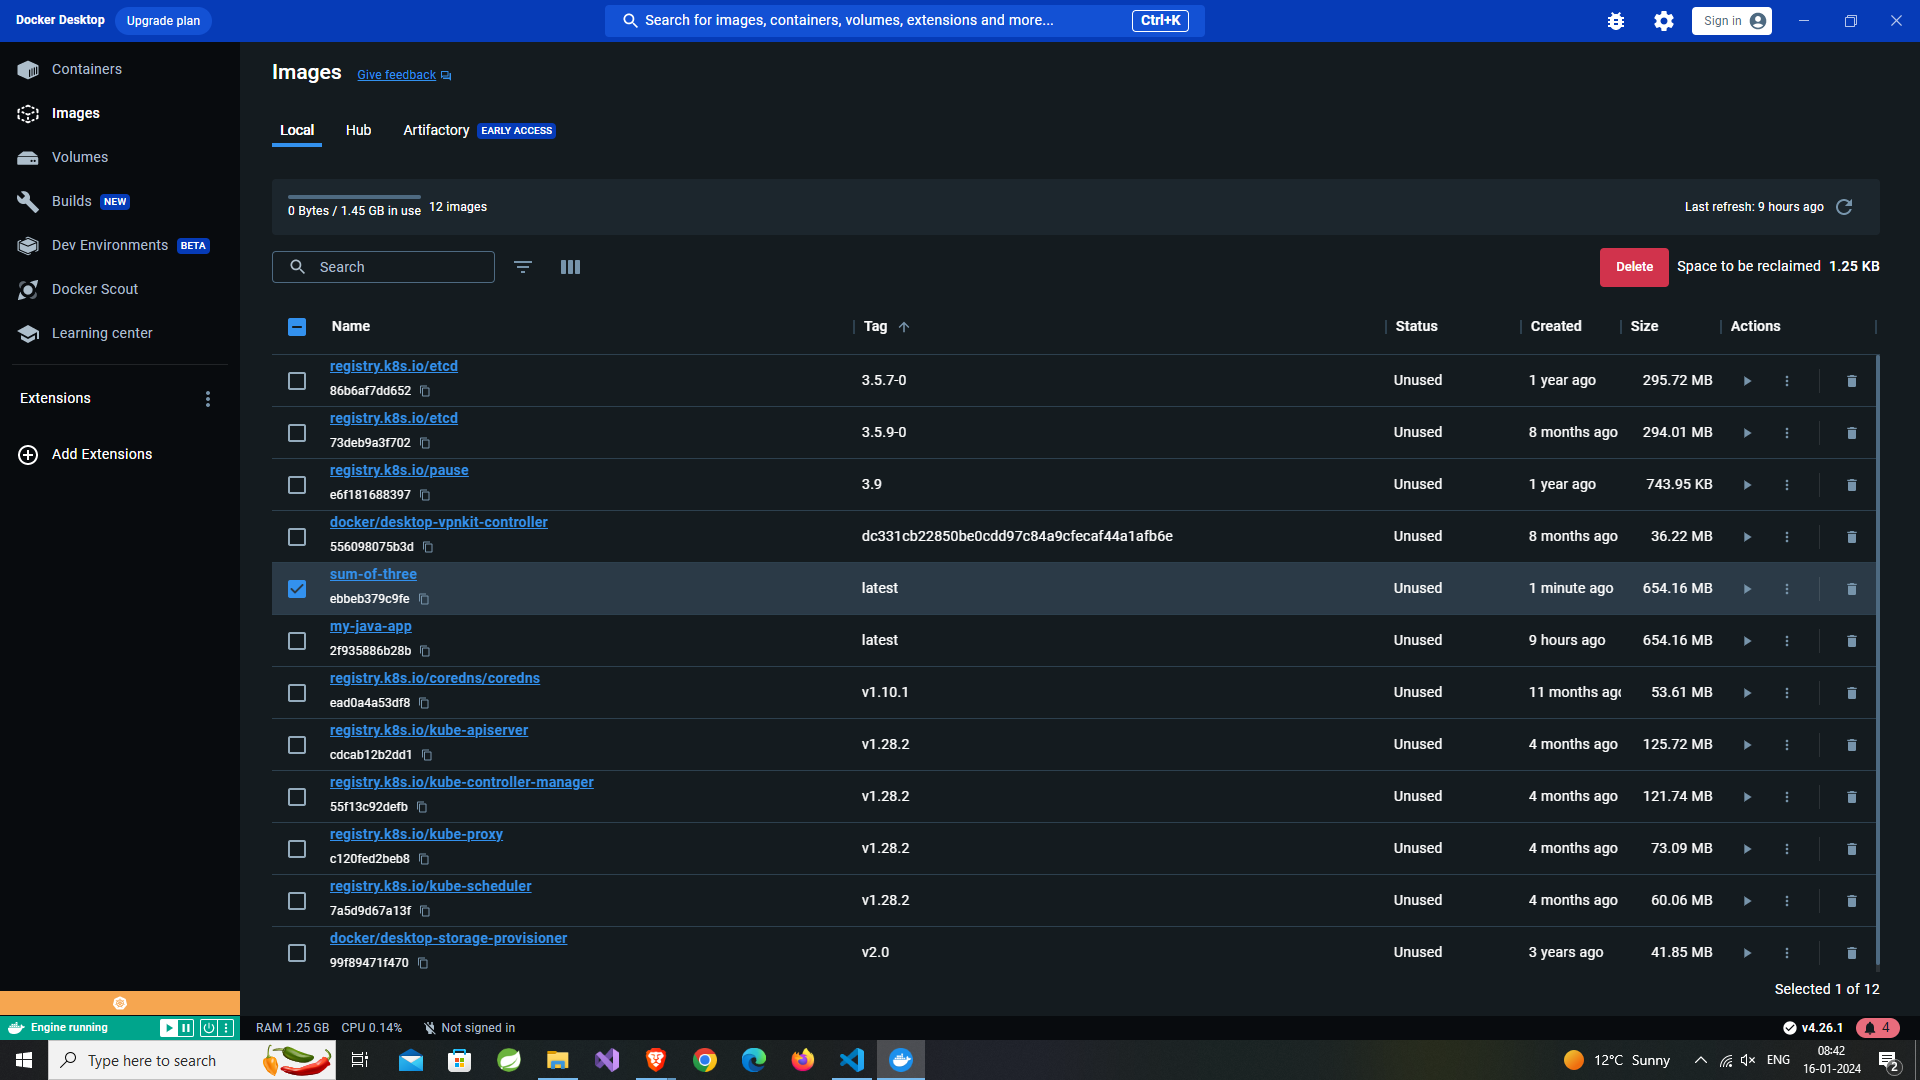 Docker Desktop
Upgrade plan
Search for images, containers, volumes, extensions and more...
Ctrl+K
Sign in
Containers
Images
Volumes
Builds NEW
Dev Environments BETA
Docker Scout
Learning center
Extensions
Add Extensions
Images
Give feedback
Local
Hub
Artifactory EARLY ACCESS
0 Bytes / 1.45 GB in use
12 images
Last refresh: 9 hours ago
Search
Delete
Space to be reclaimed 1.25 KB
Name Tag Status Created Size Actions
registry.k8s.io/etcd
86b6af7dd652
3.5.7-0 Unused 1 year ago 295.72 MB
registry.k8s.io/etcd
73deb9a3f702
3.5.9-0 Unused 8 months ago 294.01 MB
registry.k8s.io/pause
e6f181688397
3.9 Unused 1 year ago 743.95 KB
docker/desktop-vpnkit-controller
556098075b3d
dc331cb22850be0cdd97c84a9cfecaf44a1afb6e Unused 8 months ago 36.22 MB
sum-of-three
ebbeb379c9fe
latest Unused 1 minute ago 654.16 MB
my-java-app
2f935886b28b
latest Unused 9 hours ago 654.16 MB
registry.k8s.io/coredns/coredns
ead0a4a53df8
v1.10.1 Unused 11 months ago 53.61 MB
registry.k8s.io/kube-apiserver
cdcab12b2dd1
v1.28.2 Unused 4 months ago 125.72 MB
registry.k8s.io/kube-controller-manager
55f13c92defb
v1.28.2 Unused 4 months ago 121.74 MB
registry.k8s.io/kube-proxy
c120fed2beb8
v1.28.2 Unused 4 months ago 73.09 MB
registry.k8s.io/kube-scheduler
7a5d9d67a13f
v1.28.2 Unused 4 months ago 60.06 MB
docker/desktop-storage-provisioner
99f89471f470
v2.0 Unused 3 years ago 41.85 MB
Selected 1 of 12
Engine running
RAM 1.25 GB CPU 0.14% Not signed in
v4.26.1
4
Type here to search
12°C Sunny
ENG
08:42
16-01-2024
2